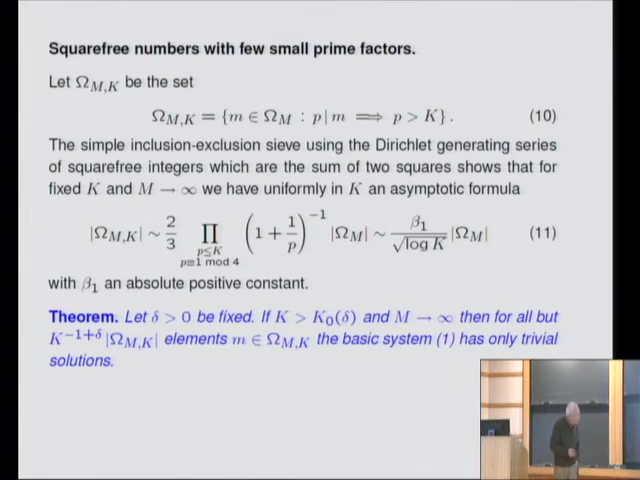 Squarefree numbers with few small prime factors.
Let Ω_{M,K} be the set
Ω_{M,K} = {m ∈ Ω_M : p|m ⟹ p > K}. (10)
The simple inclusion-exclusion sieve using the Dirichlet generating series
of squarefree integers which are the sum of two squares shows that for
fixed K and M → ∞ we have uniformly in K an asymptotic formula
|Ω_{M,K}| ∼ 2/3 ∏_{p≤K, p≡1 mod 4} (1 + 1/p)^{−1} |Ω_M| ∼ β₁/√log K |Ω_M| (11)
with β₁ an absolute positive constant.
Theorem. Let δ > 0 be fixed. If K > K₀(δ) and M → ∞ then for all but
K^{−1+δ}|Ω_{M,K}| elements m ∈ Ω_{M,K} the basic system (1) has only trivial
solutions.